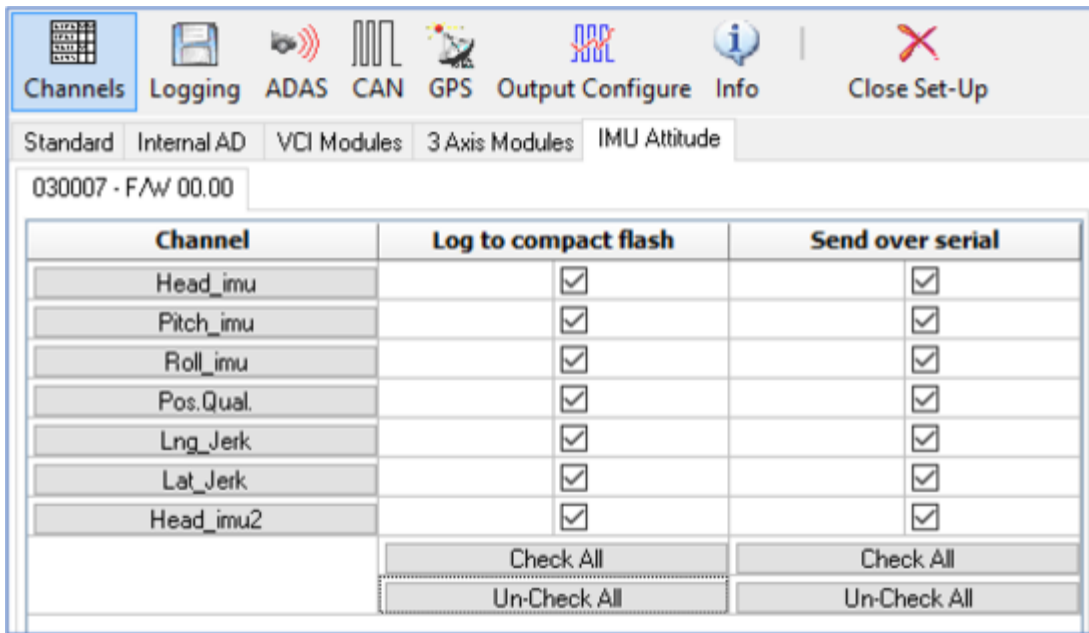 Channels Logging ADAS CAN GPS Output Configure Info Close Set-Up
Standard Internal AD VCI Modules 3 Axis Modules IMU Attitude
030007 - F/W 00.00
Channel Log to compact flash Send over serial
Head_imu
Pitch_imu
Roll_imu
Pos.Qual.
Lng_Jerk
Lat_Jerk
Head_imu2
Check All Check All
Un-Check All Un-Check All